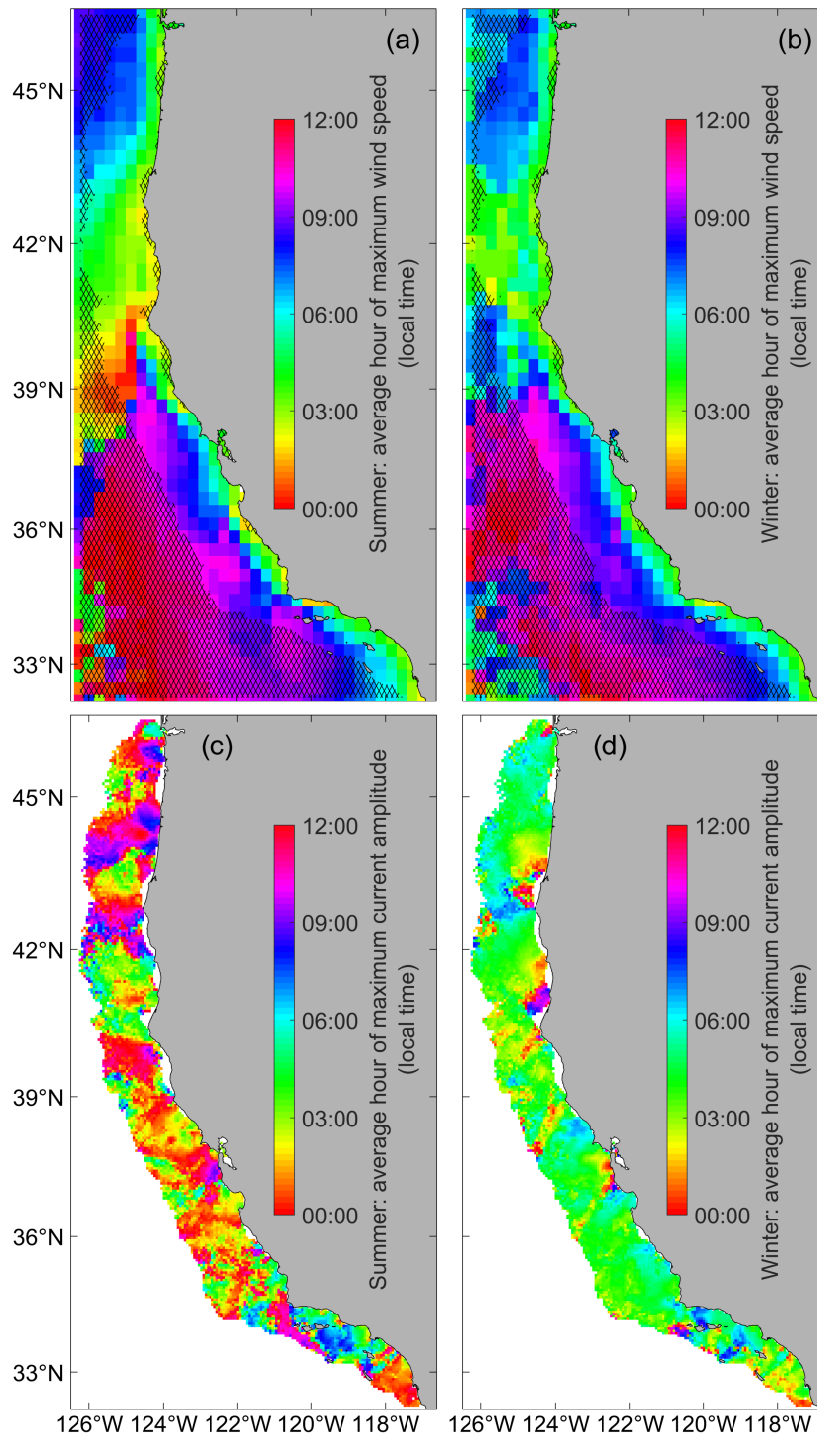 (a)
45°N
42°N
39°N
36°N
33°N
12:00
09:00
06:00
03:00
00:00
Summer: average hour of maximum wind speed
(local time)
(b)
12:00
09:00
06:00
03:00
00:00
Winter: average hour of maximum wind speed
(local time)
(c)
45°N
42°N
39°N
36°N
33°N
12:00
09:00
06:00
03:00
00:00
Summer: average hour of maximum current amplitude
(local time)
126°W 124°W 122°W 120°W 118°W
(d)
12:00
09:00
06:00
03:00
00:00
Winter: average hour of maximum current amplitude
(local time)
126°W 124°W 122°W 120°W 118°W